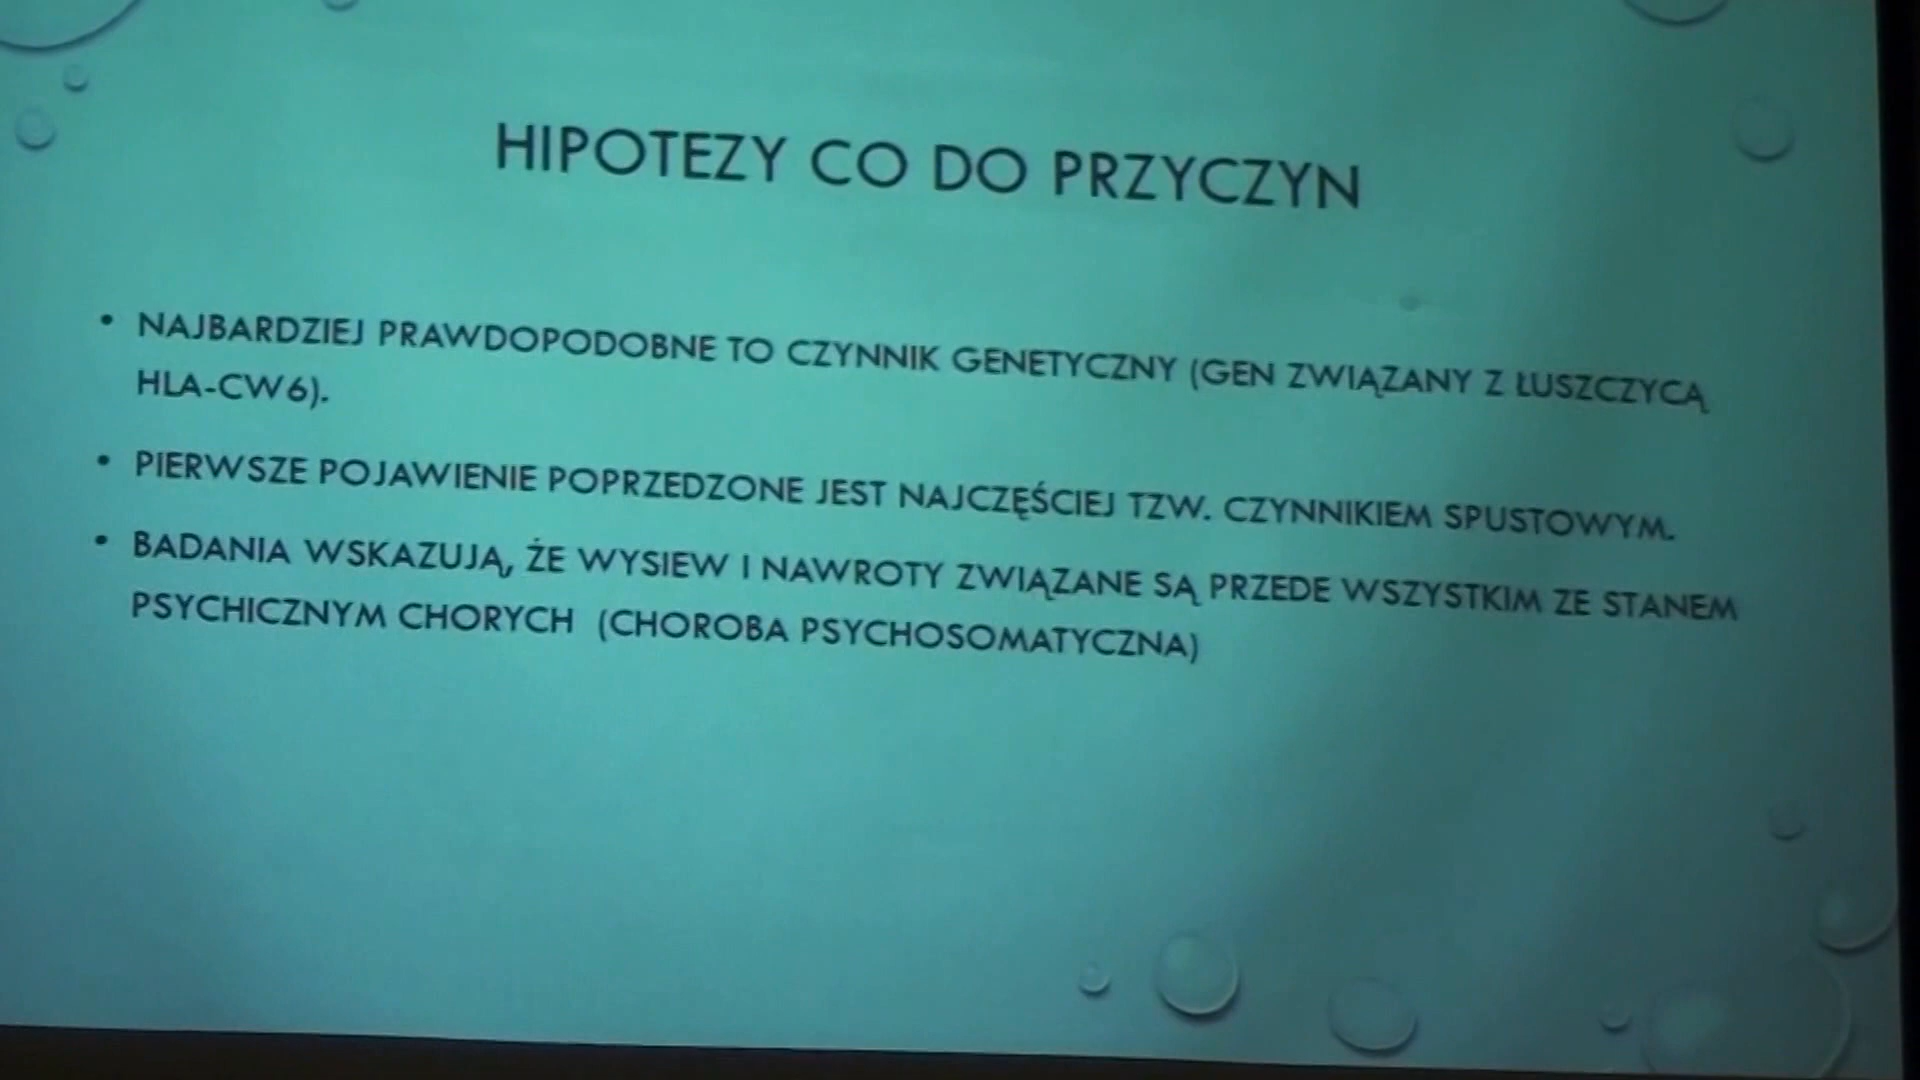 HIPOTEZY CO DO PRZYCZYN
• NAJBARDZIEJ PRAWDOPODOBNE TO CZYNNIK GENETYCZNY (GEN ZWIĄZANY Z ŁUSZCZYCĄ
HLA-CW6).
• PIERWSZE POJAWIENIE POPRZEDZONE JEST NAJCZĘŚCIEJ TZW. CZYNNIKIEM SPUSTOWYM.
• BADANIA WSKAZUJĄ, ŻE WYSIEW I NAWROTY ZWIĄZANE SĄ PRZEDE WSZYSTKIM ZE STANEM
PSYCHICZNYM CHORYCH (CHOROBA PSYCHOSOMATYCZNA)